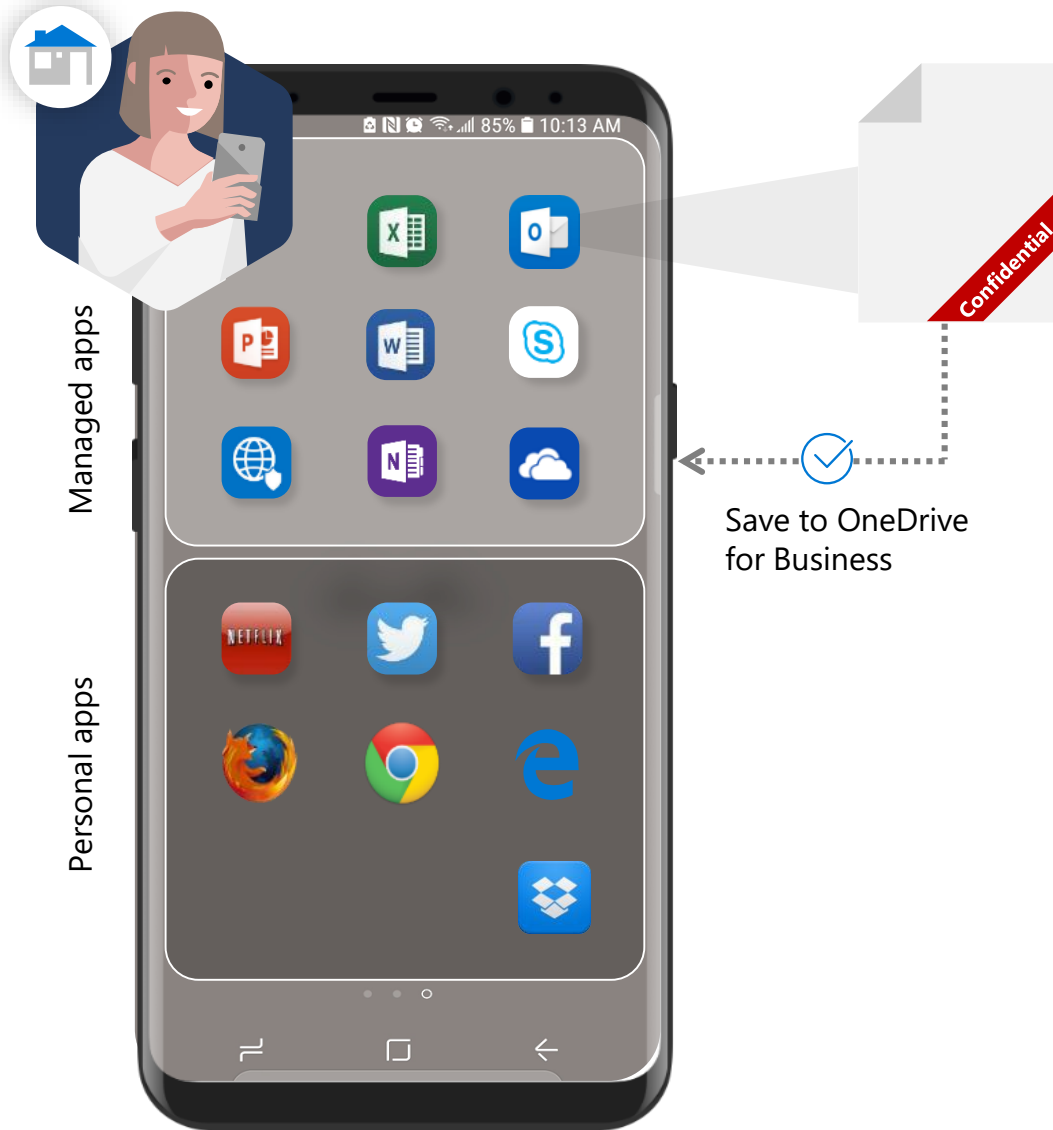 85% 10:13 AM
Confidential
Managed apps
X
O
P
W
S
N
Save to OneDrive
for Business
Personal apps
NETFLIX
f